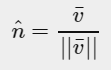 n̂ = v̄ / ||v̄||